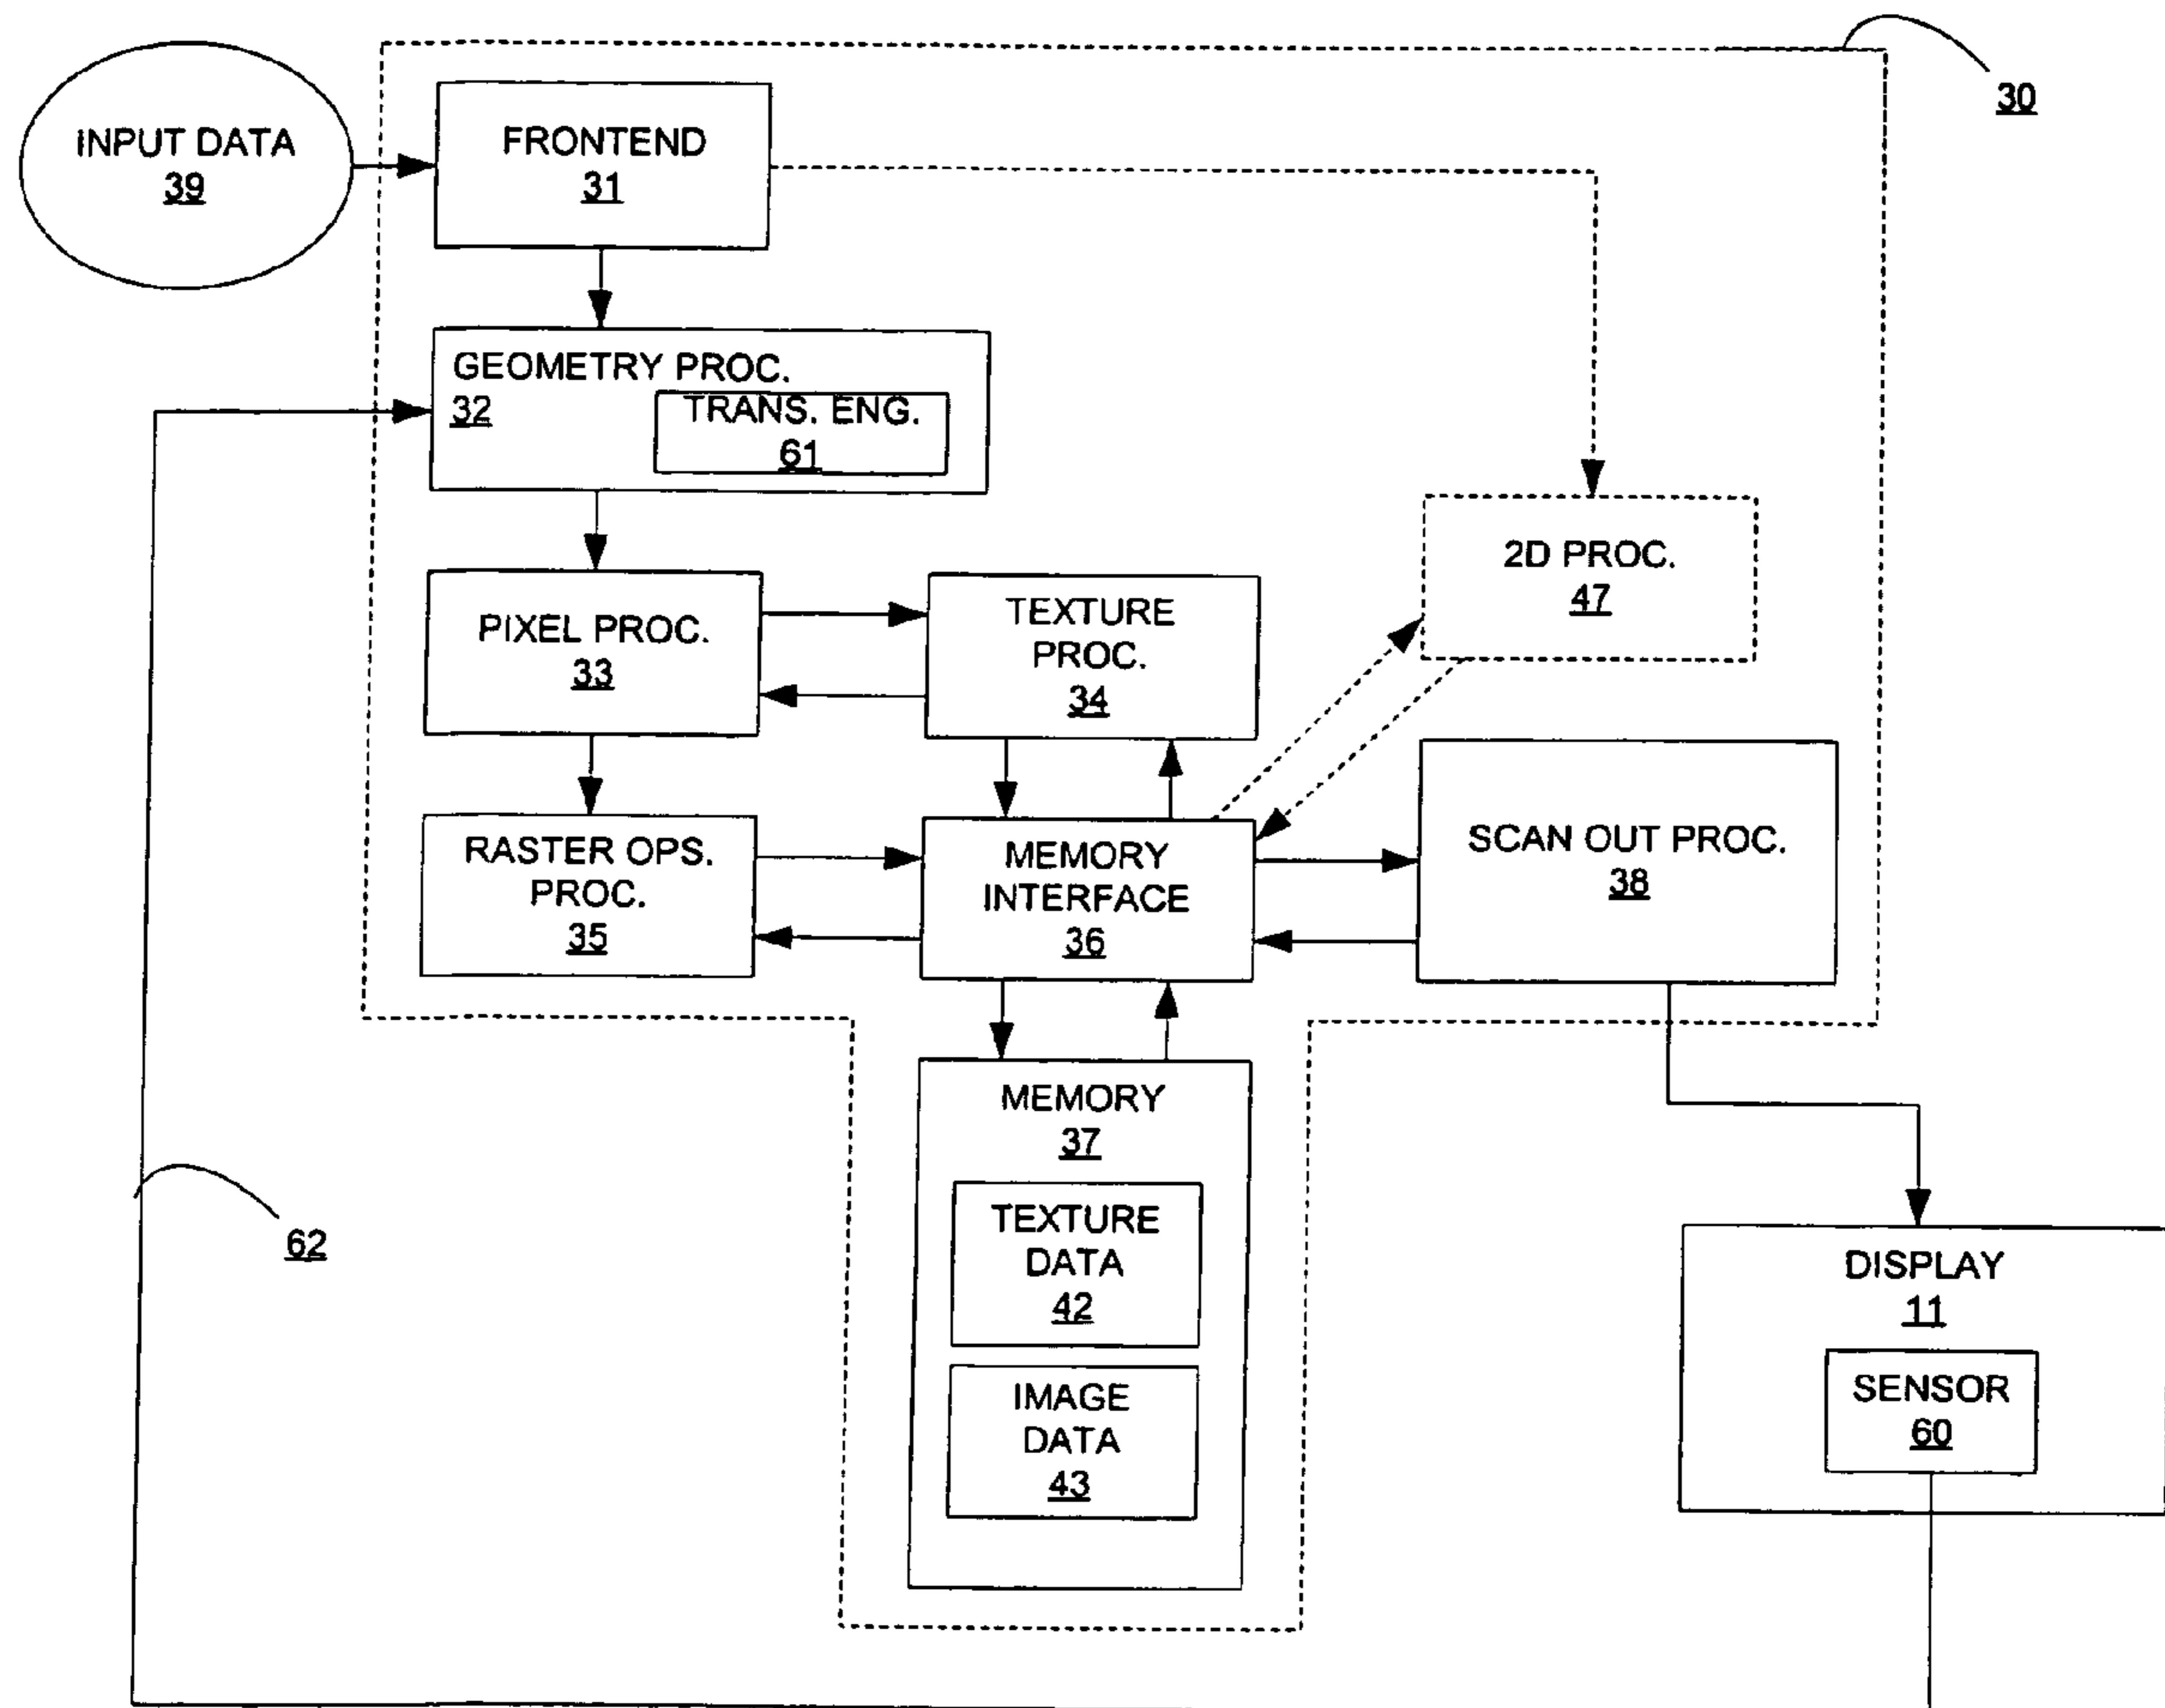 30
INPUT DATA
39
FRONTEND
31
GEOMETRY PROC.
32
TRANS. ENG.
61
2D PROC.
47
PIXEL PROC.
33
TEXTURE
PROC.
34
RASTER OPS.
PROC.
35
MEMORY
INTERFACE
36
SCAN OUT PROC.
38
MEMORY
37
TEXTURE
DATA
42
IMAGE
DATA
43
62
DISPLAY
11
SENSOR
60